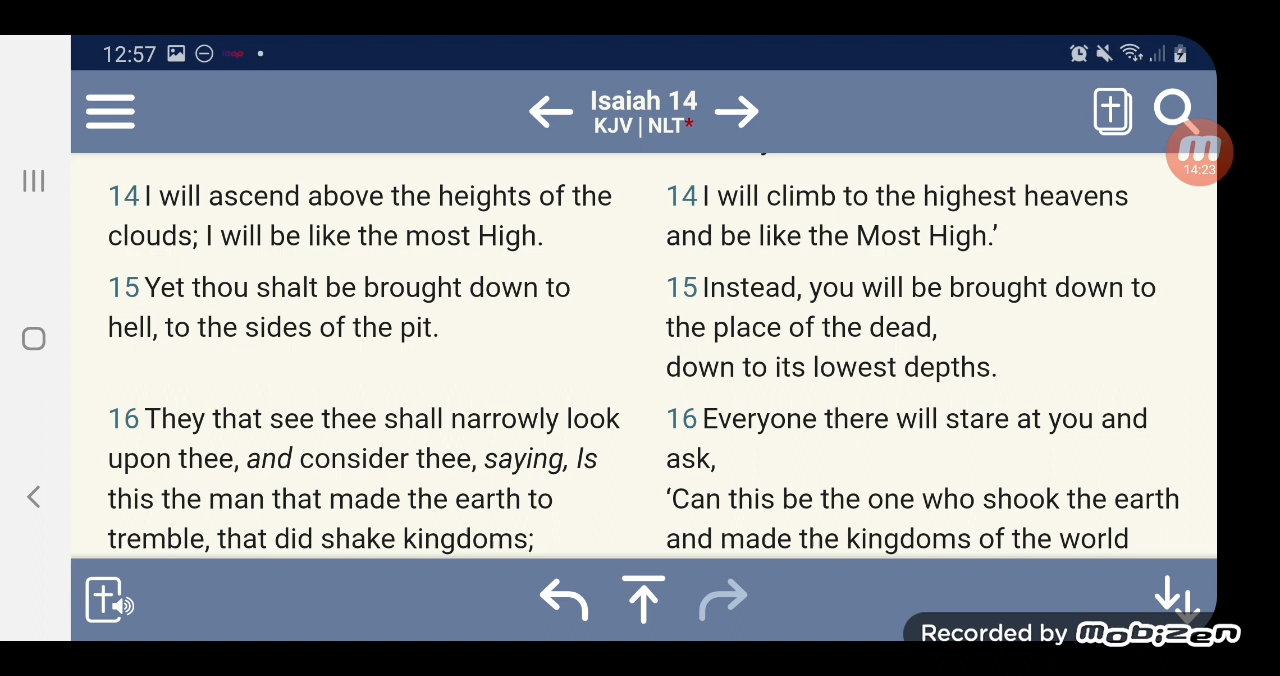 12:57
Isaiah 14
KJV | NLT*
14:23
14 I will ascend above the heights of the
clouds; I will be like the most High.
15 Yet thou shalt be brought down to
hell, to the sides of the pit.
16 They that see thee shall narrowly look
upon thee, and consider thee, saying, Is
this the man that made the earth to
tremble, that did shake kingdoms;
14 I will climb to the highest heavens
and be like the Most High.’
15 Instead, you will be brought down to
the place of the dead,
down to its lowest depths.
16 Everyone there will stare at you and
ask,
‘Can this be the one who shook the earth
and made the kingdoms of the world
Recorded by Mobizen